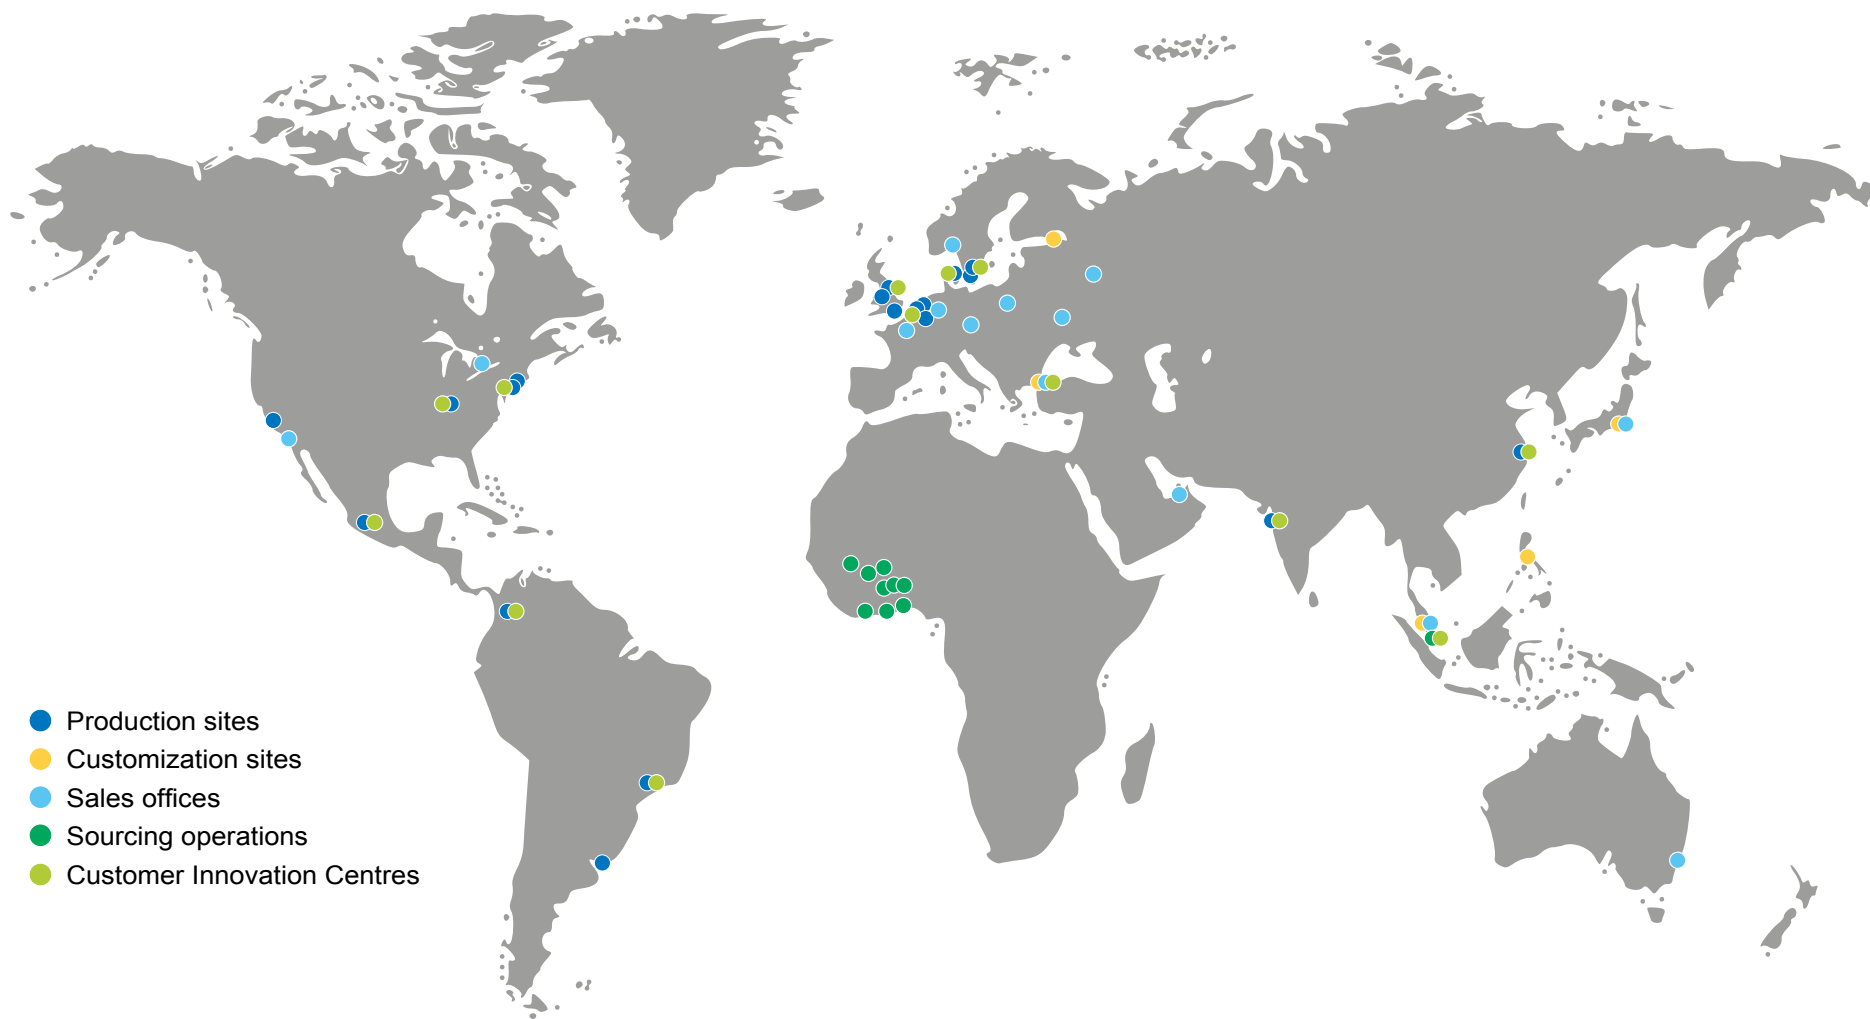 Production sites
Customization sites
Sales offices
Sourcing operations
Customer Innovation Centres